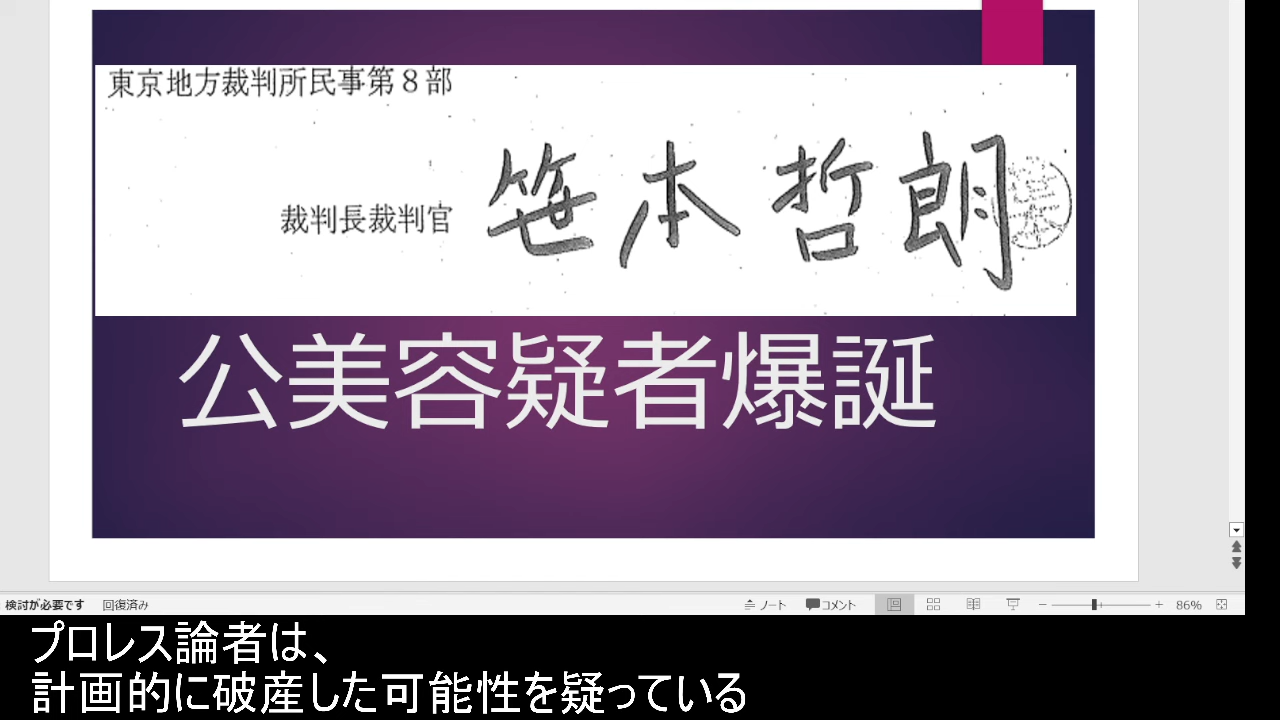 東京地方裁判所民事第8部
裁判長裁判官 笹本哲朗
公美容疑者爆誕
検討が必要です 回復済み ノート コメント 86%
プロレス論者は、
計画的に破産した可能性を疑っている